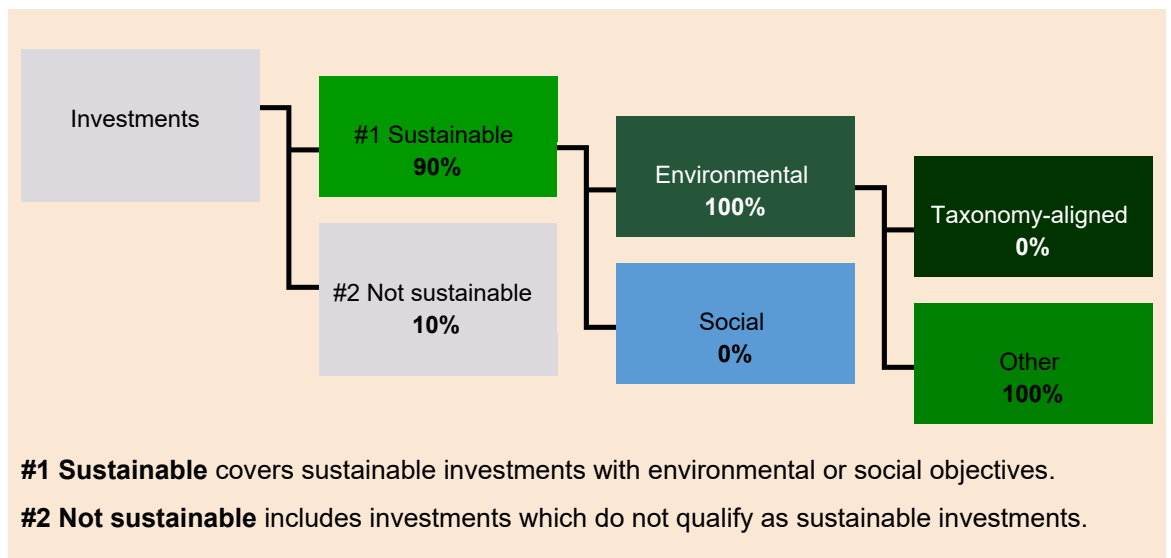 Investments
#1 Sustainable
90%
#2 Not sustainable
10%
Environmental
100%
Social
0%
Taxonomy-aligned
0%
Other
100%
#1 Sustainable covers sustainable investments with environmental or social objectives.
#2 Not sustainable includes investments which do not qualify as sustainable investments.